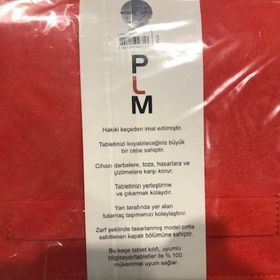 P
L
M
Hakiki keçeden imal edilmiştir.
Tabletinizi koyabileceğiniz büyük
bir cebe sahiptir.
Cihazı darbelere, toza, hasarlara ve
çizilmelere karşı korur.
Tabletinizi yerleştirme
ve çıkarmak kolaydır.
Yan tarafında yer alan
tutamaç taşımanızı kolaylaştırır.
Zarf şeklinde tasarlanmış model cırtla
sabitlenen kapak bölümüne sahiptir.
Bu keçe tablet kılıfı, uyumlu
bilgisayar/tabletler ile % 100
mükemmel uyum sağlar.